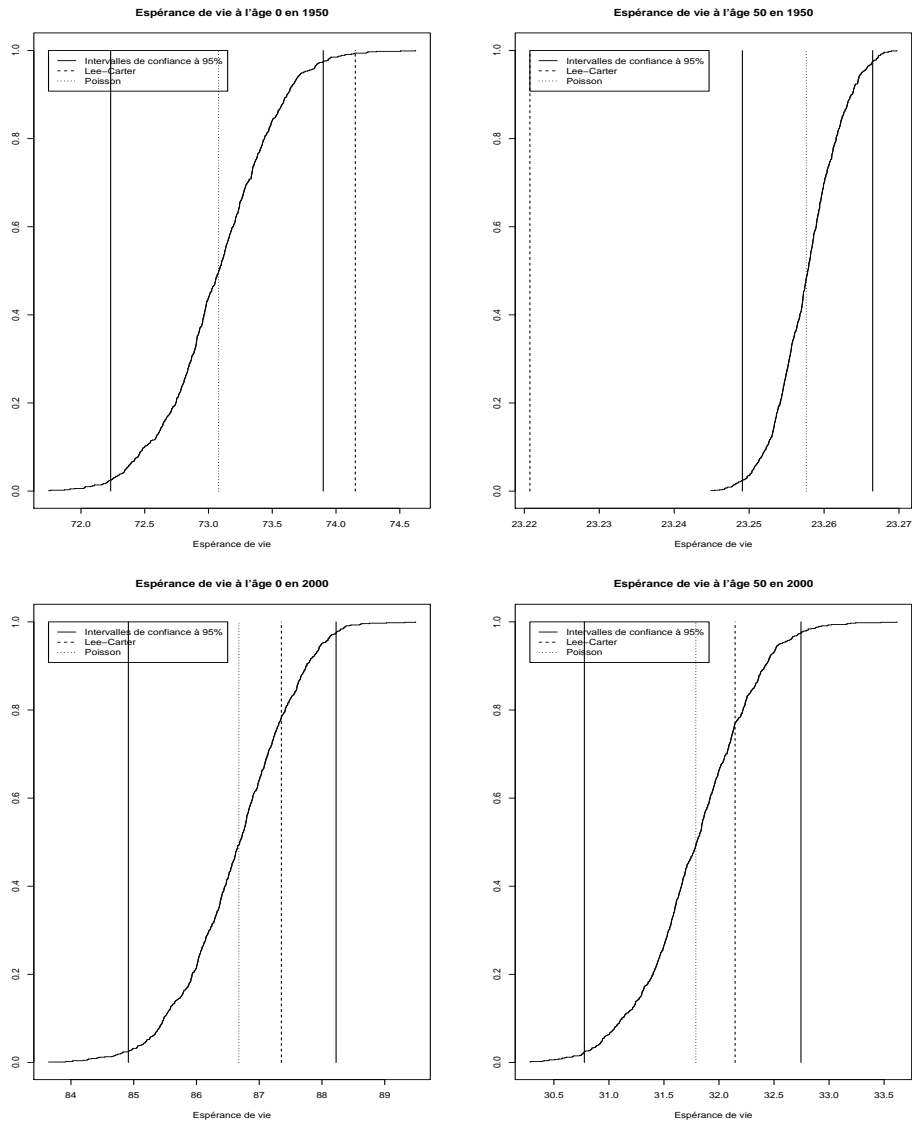 Espérance de vie à l'âge 0 en 1950
Intervalles de confiance à 95%
Lee−Carter
Poisson
1.0
0.8
0.6
0.4
0.2
0.0
72.0 72.5 73.0 73.5 74.0 74.5
Espérance de vie
Espérance de vie à l'âge 50 en 1950
Intervalles de confiance à 95%
Lee−Carter
Poisson
1.0
0.8
0.6
0.4
0.2
0.0
23.22 23.23 23.24 23.25 23.26 23.27
Espérance de vie
Espérance de vie à l'âge 0 en 2000
Intervalles de confiance à 95%
Lee−Carter
Poisson
1.0
0.8
0.6
0.4
0.2
0.0
84 85 86 87 88 89
Espérance de vie
Espérance de vie à l'âge 50 en 2000
Intervalles de confiance à 95%
Lee−Carter
Poisson
1.0
0.8
0.6
0.4
0.2
0.0
30.5 31.0 31.5 32.0 32.5 33.0 33.5
Espérance de vie